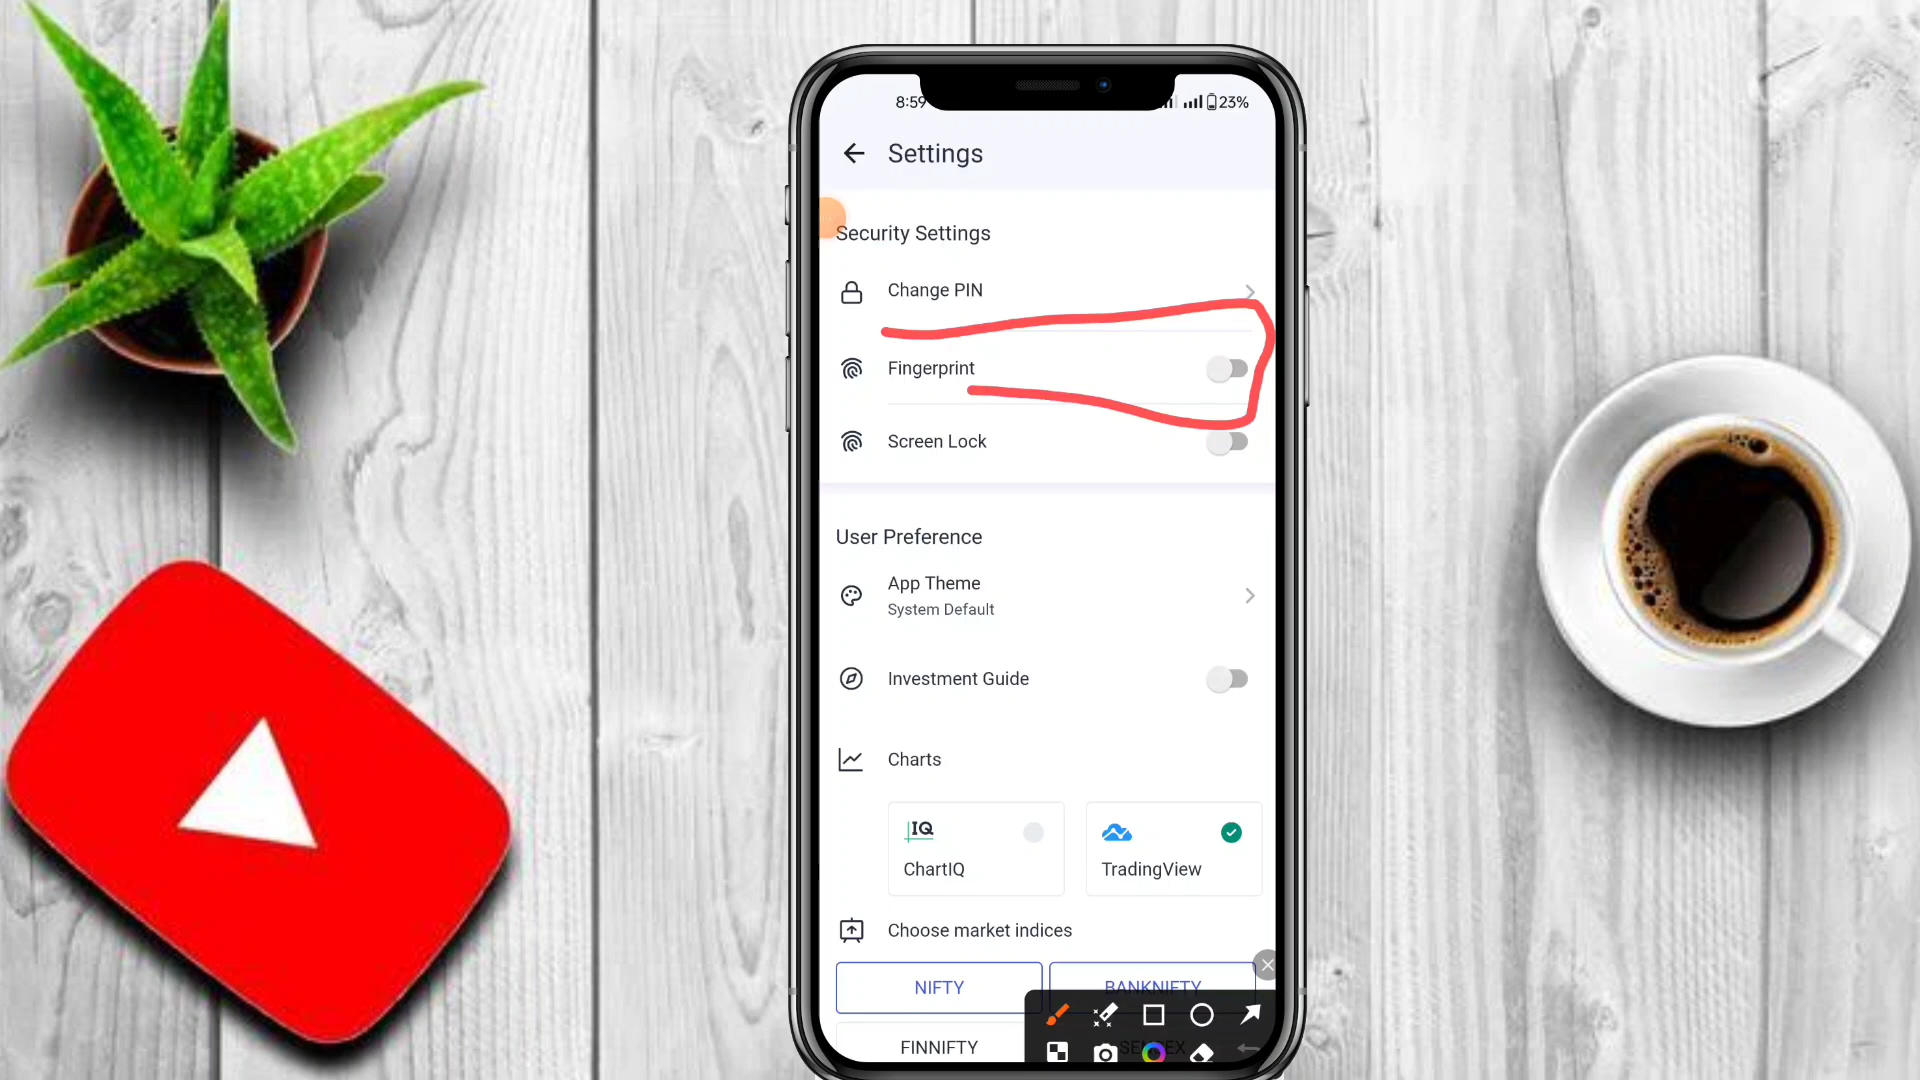 8:59
23%
Settings
Security Settings
Change PIN
Fingerprint
Screen Lock
User Preference
App Theme
System Default
Investment Guide
Charts
IQ
ChartIQ
TradingView
Choose market indices
NIFTY
BANKNIFTY
FINNIFTY